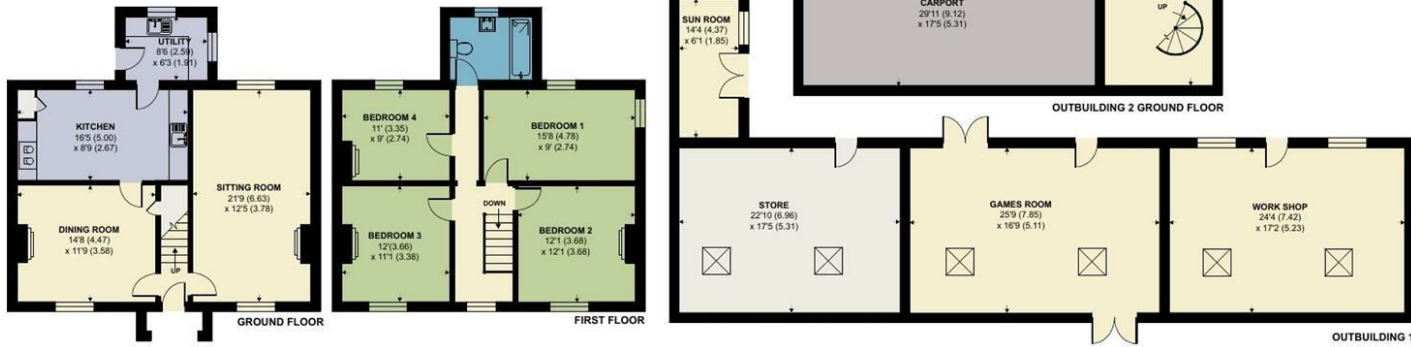 UTILITY
8'6 (2.59)
x 6'3 (1.91)
KITCHEN
16'5 (5.00)
x 8'9 (2.67)
SITTING ROOM
21'9 (6.63)
x 12'5 (3.78)
DINING ROOM
14'8 (4.47)
x 11'9 (3.58)
UP
GROUND FLOOR
BEDROOM 4
11' (3.35)
x 9' (2.74)
BEDROOM 1
15'8 (4.78)
x 9' (2.74)
DOWN
BEDROOM 3
12'(3.66)
x 11'1 (3.38)
BEDROOM 2
12'1 (3.68)
x 12'1 (3.68)
FIRST FLOOR
SUN ROOM
14'4 (4.37)
x 6'1 (1.85)
CARPORT
29'11 (9.12)
x 17'5 (5.31)
UP
OUTBUILDING 2 GROUND FLOOR
STORE
22'10 (6.96)
x 17'5 (5.31)
GAMES ROOM
25'9 (7.85)
x 16'9 (5.11)
WORK SHOP
24'4 (7.42)
x 17'2 (5.23)
OUTBUILDING 1